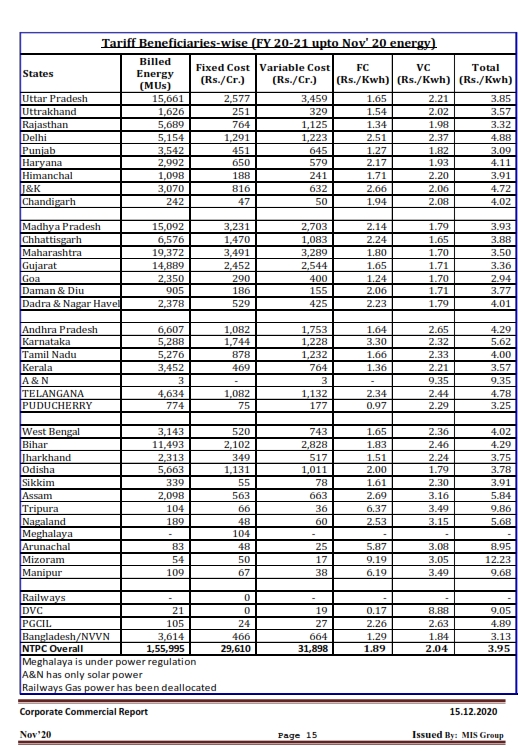 Tariff Beneficiaries-wise (FY 20-21 upto Nov' 20 energy)
States Billed Energy (MUs) Fixed Cost (Rs./Cr.) Variable Cost (Rs./Cr.) FC (Rs./Kwh) VC (Rs./Kwh) Total (Rs./Kwh)
Uttar Pradesh 15,661 2,577 3,459 1.65 2.21 3.85
Uttrakhand 1,626 251 329 1.54 2.02 3.57
Rajasthan 5,689 764 1,125 1.34 1.98 3.32
Delhi 5,154 1,291 1,223 2.51 2.37 4.88
Punjab 3,542 451 645 1.27 1.82 3.09
Haryana 2,992 650 579 2.17 1.93 4.11
Himanchal 1,098 188 241 1.71 2.20 3.91
J&K 3,070 816 632 2.66 2.06 4.72
Chandigarh 242 47 50 1.94 2.08 4.02
Madhya Pradesh 15,092 3,231 2,703 2.14 1.79 3.93
Chhattisgarh 6,576 1,470 1,083 2.24 1.65 3.88
Maharashtra 19,372 3,491 3,289 1.80 1.70 3.50
Gujarat 14,889 2,452 2,544 1.65 1.71 3.36
Goa 2,350 290 400 1.24 1.70 2.94
Daman & Diu 905 186 155 2.06 1.71 3.77
Dadra & Nagar Havel 2,378 529 425 2.23 1.79 4.01
Andhra Pradesh 6,607 1,082 1,753 1.64 2.65 4.29
Karnataka 5,288 1,744 1,228 3.30 2.32 5.62
Tamil Nadu 5,276 878 1,232 1.66 2.33 4.00
Kerala 3,452 469 764 1.36 2.21 3.57
A & N 3 - 3 - 9.35 9.35
TELANGANA 4,634 1,082 1,132 2.34 2.44 4.78
PUDUCHERRY 774 75 177 0.97 2.29 3.25
West Bengal 3,143 520 743 1.65 2.36 4.02
Bihar 11,493 2,102 2,828 1.83 2.46 4.29
Jharkhand 2,313 349 517 1.51 2.24 3.75
Odisha 5,663 1,131 1,011 2.00 1.79 3.78
Sikkim 339 55 78 1.61 2.30 3.91
Assam 2,098 563 663 2.69 3.16 5.84
Tripura 104 66 36 6.37 3.49 9.86
Nagaland 189 48 60 2.53 3.15 5.68
Meghalaya - 104 - - - -
Arunachal 83 48 25 5.87 3.08 8.95
Mizoram 54 50 17 9.19 3.05 12.23
Manipur 109 67 38 6.19 3.49 9.68
Railways - 0 - - - -
DVC 21 0 19 0.17 8.88 9.05
PGCIL 105 24 27 2.26 2.63 4.89
Bangladesh/NVVN 3,614 466 664 1.29 1.84 3.13
NTPC Overall 1,55,995 29,610 31,898 1.89 2.04 3.95
Meghalaya is under power regulation
A&N has only solar power
Railways Gas power has been deallocated
Corporate Commercial Report 15.12.2020
Nov'20 Page 15 Issued By: MIS Group